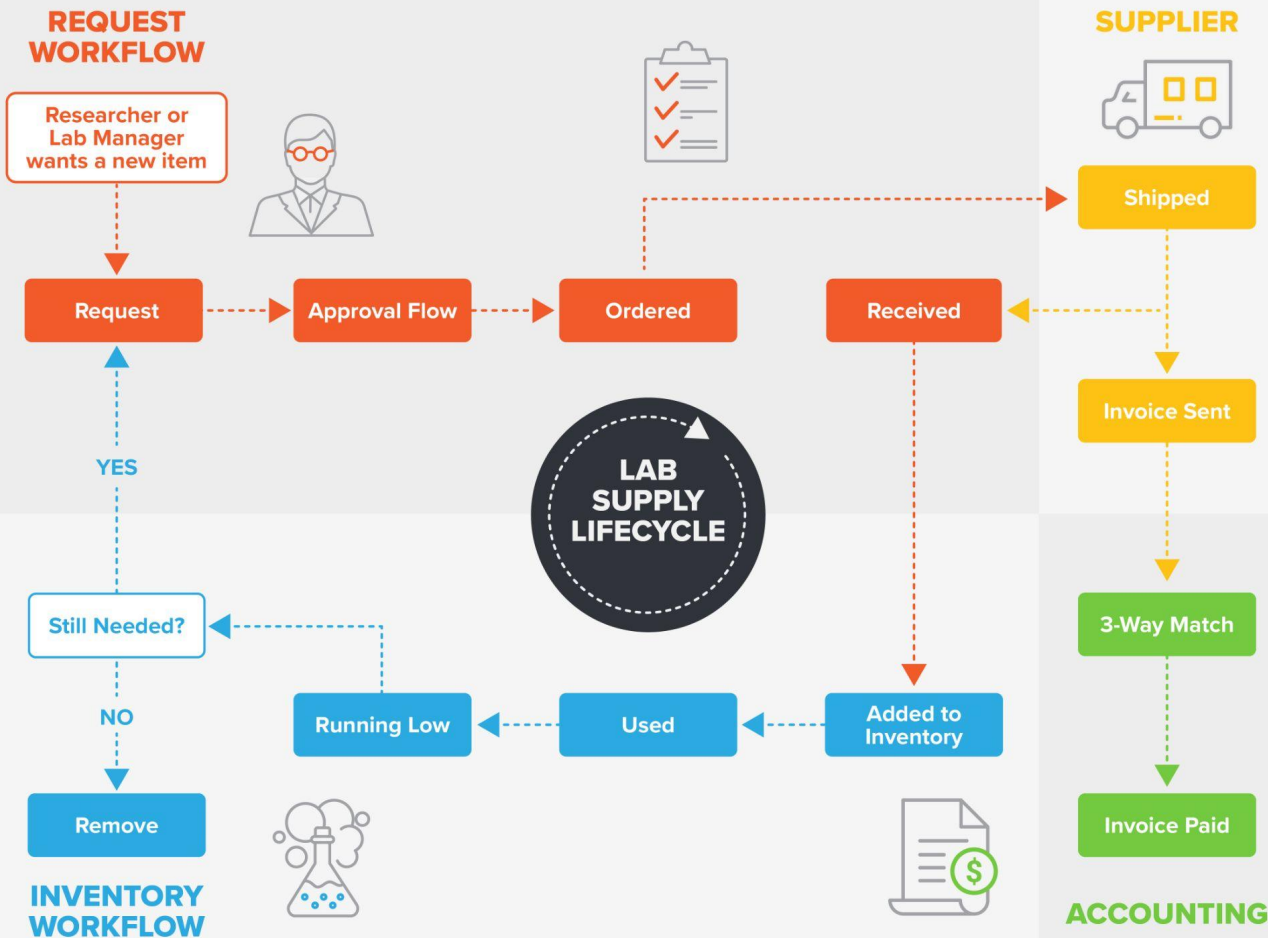 REQUEST
WORKFLOW
SUPPLIER
Researcher or
Lab Manager
wants a new item
Shipped
Request
Approval Flow
Ordered
Received
Invoice Sent
YES
LAB
SUPPLY
LIFECYCLE
Still Needed?
3-Way Match
NO
Running Low
Used
Added to
Inventory
Remove
Invoice Paid
$
INVENTORY
WORKFLOW
ACCOUNTING